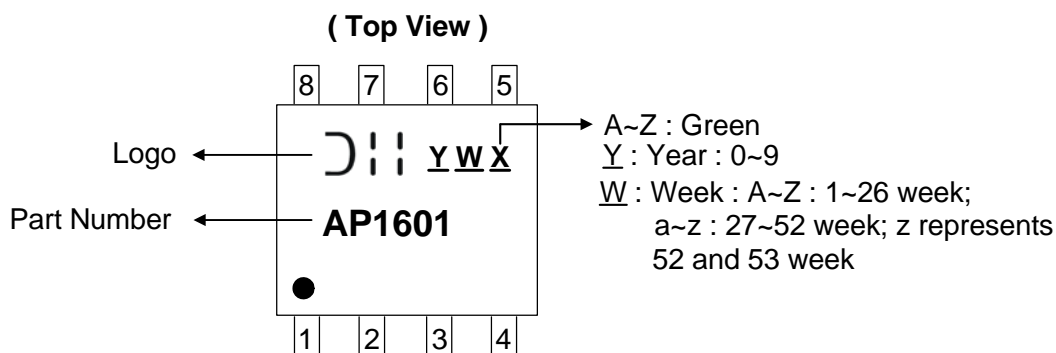 ( Top View )
8 7 6 5
Logo
Y W X
A~Z : Green
Y : Year : 0~9
W : Week : A~Z : 1~26 week;
a~z : 27~52 week; z represents
52 and 53 week
Part Number
AP1601
1 2 3 4